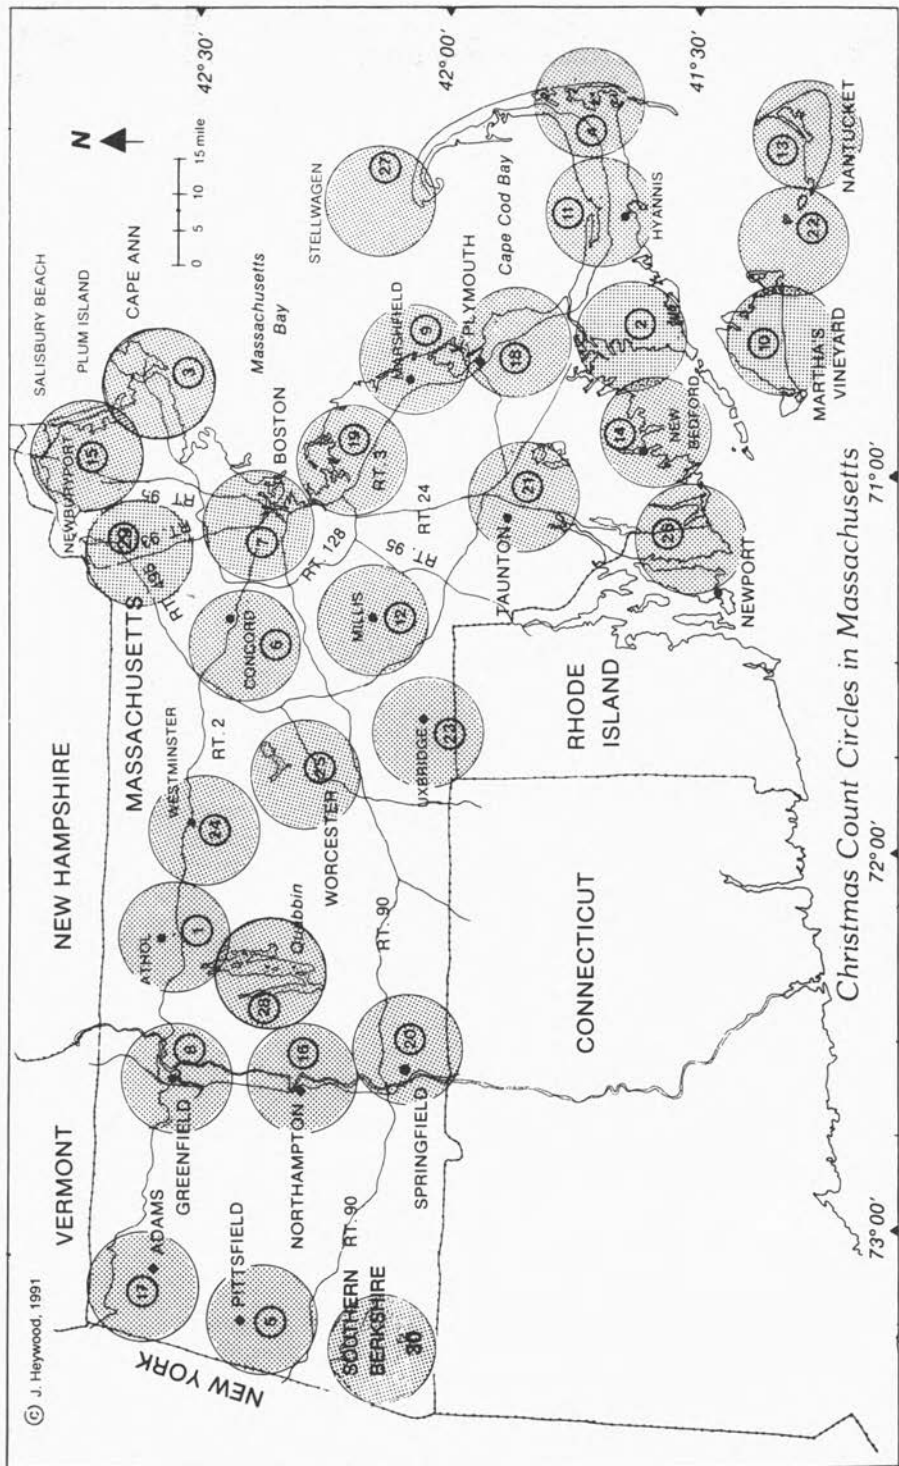 © J. Heywood, 1991
VERMONT
NEW HAMPSHIRE
NEW YORK
MASSACHUSETTS
SALISBURY BEACH
PLUM ISLAND
CAPE ANN
N
0 5 10 15 mile
42°30'
42°00'
41°30'
17
ADAMS
8
GREENFIELD
ATHOL
1
WESTMINSTER
24
RT. 2
RT. 495
29
RT. 93
RT 95
NEWBURYPORT
15
3
5
PITTSFIELD
16
NORTHAMPTON
28
Quabbin
25
WORCESTER
CONCORD
6
7
BOSTON
Massachusetts
Bay
RT. 128
SOUTHERN
BERKSHIRE
30
RT. 90
20
SPRINGFIELD
RT. 90
UXBRIDGE
23
MILLIS
12
RT. 95
RT. 24
RT 3
19
MARSHFIELD
9
STELLWAGEN
27
PLYMOUTH
18
Cape Cod Bay
TAUNTON
21
11
4
HYANNIS
CONNECTICUT
RHODE
ISLAND
26
NEWPORT
14
NEW
BEDFORD
2
10
MARTHA'S
VINEYARD
22
13
NANTUCKET
73°00'
72°00'
71°00'
Christmas Count Circles in Massachusetts